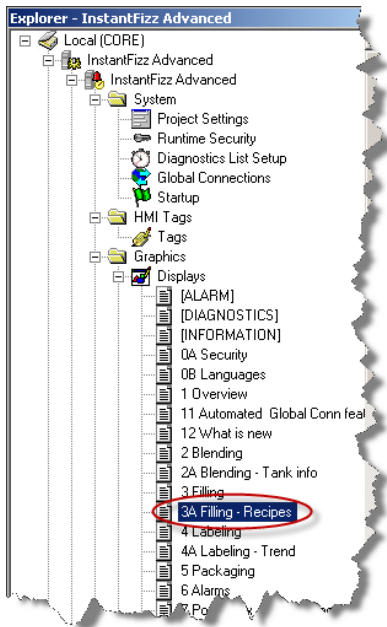 Explorer - InstantFizz Advanced
Local (CORE)
InstantFizz Advanced
InstantFizz Advanced
System
Project Settings
Runtime Security
Diagnostics List Setup
Global Connections
Startup
HMI Tags
Tags
Graphics
Displays
[ALARM]
[DIAGNOSTICS]
[INFORMATION]
0A Security
0B Languages
1 Overview
11 Automated Global Conn feat
12 What is new
2 Blending
2A Blending - Tank info
3 Filling
3A Filling - Recipes
4 Labeling
4A Labeling - Trend
5 Packaging
6 Alarms